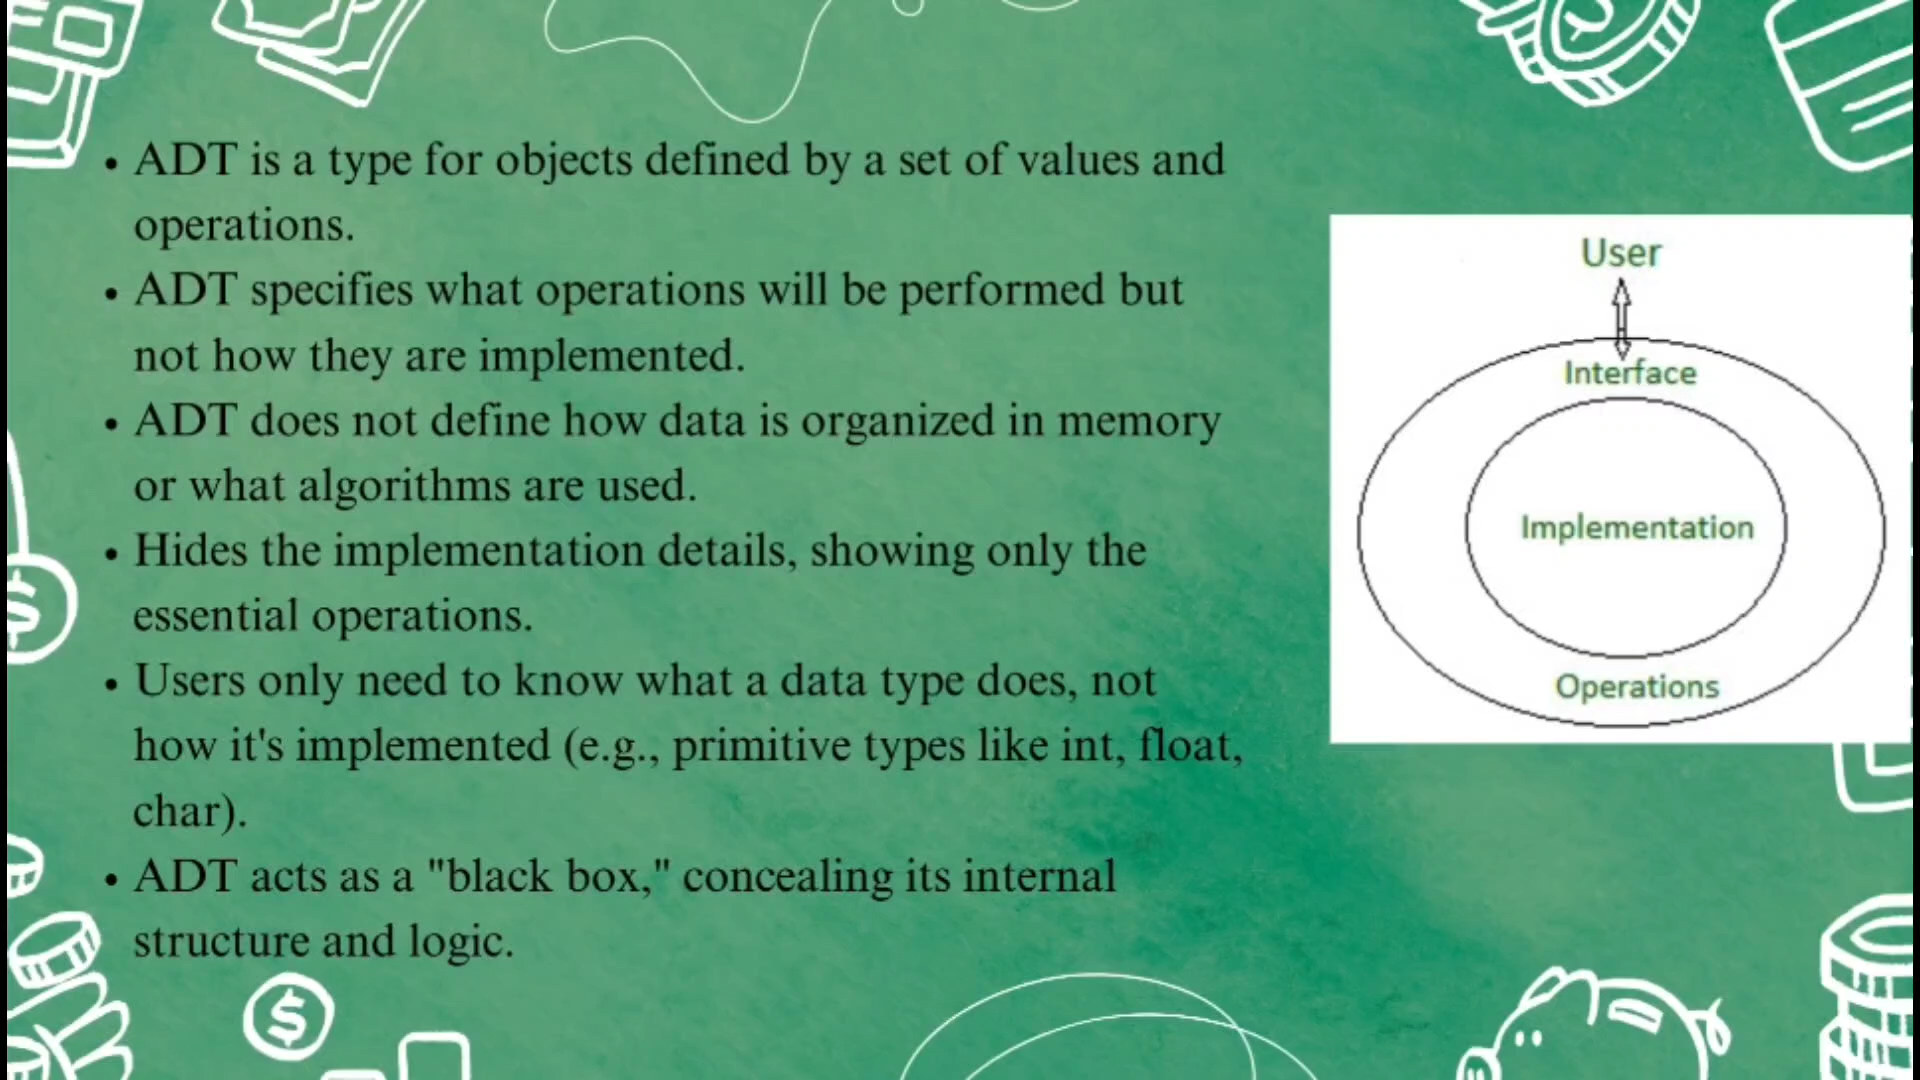 • ADT is a type for objects defined by a set of values and
operations.
• ADT specifies what operations will be performed but
not how they are implemented.
• ADT does not define how data is organized in memory
or what algorithms are used.
• Hides the implementation details, showing only the
essential operations.
• Users only need to know what a data type does, not
how it's implemented (e.g., primitive types like int, float,
char).
• ADT acts as a "black box," concealing its internal
structure and logic.
User
Interface
Implementation
Operations
$
$